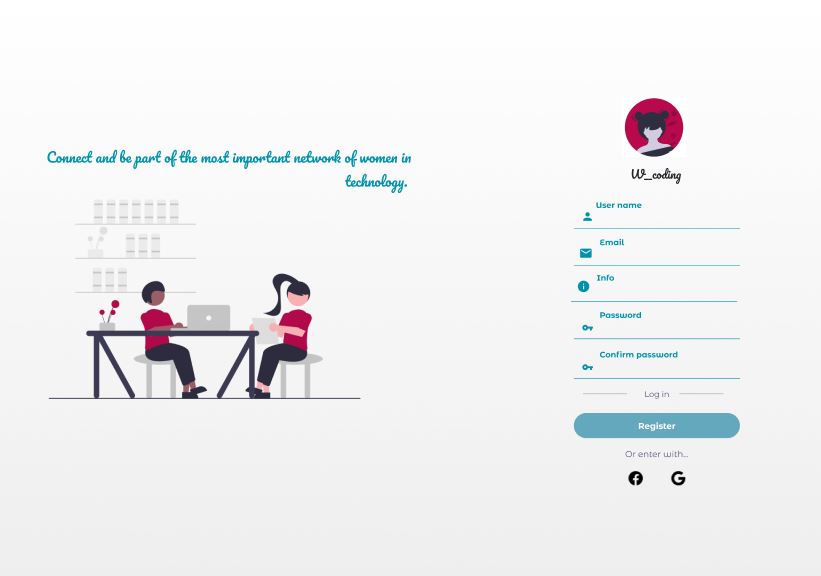 Connect and be part of the most important network of women in
technology.
W_coding
User name
Email
Info
Password
Confirm password
Log in
Register
Or enter with...